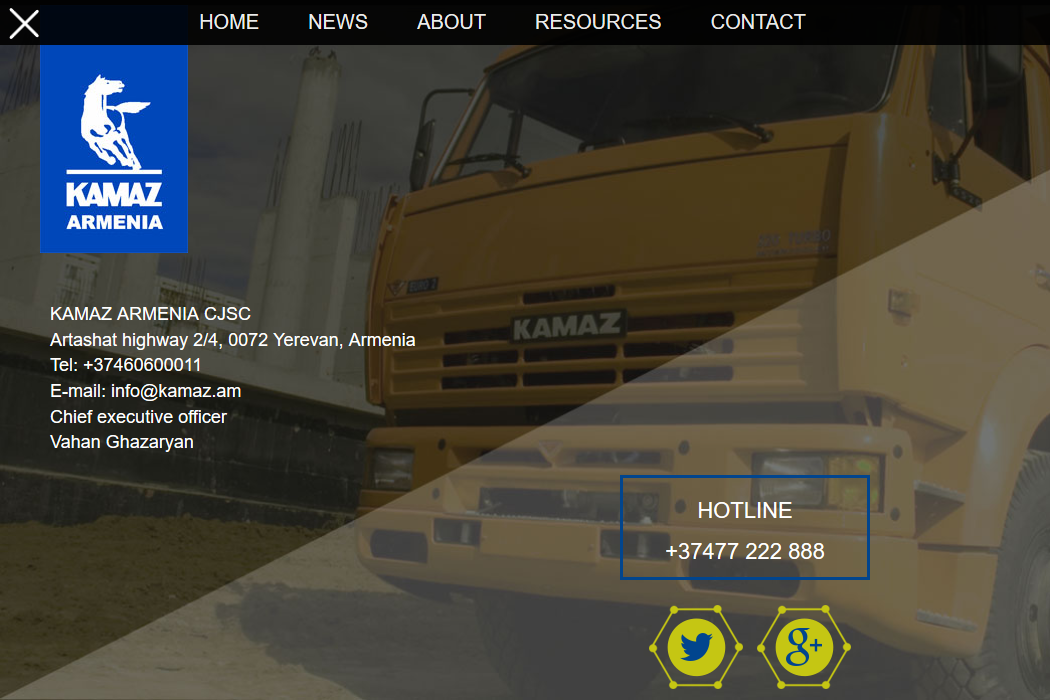 HOME NEWS ABOUT RESOURCES CONTACT
KAMAZ
ARMENIA
KAMAZ ARMENIA CJSC
Artashat highway 2/4, 0072 Yerevan, Armenia
Tel: +37460600011
E-mail: info@kamaz.am
Chief executive officer
Vahan Ghazaryan
KAMAZ
HOTLINE
+37477 222 888
g+